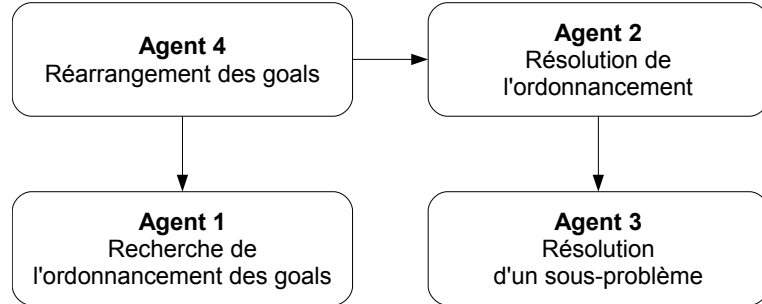 Agent 4
Réarrangement des goals
Agent 2
Résolution de
l'ordonnancement
Agent 1
Recherche de
l'ordonnancement des goals
Agent 3
Résolution
d'un sous-problème